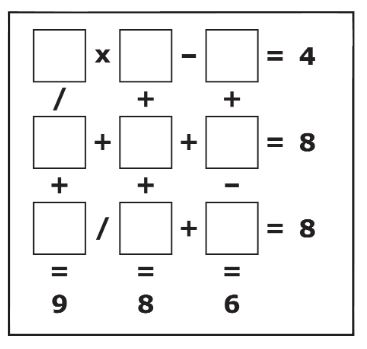 x - = 4
/ + +
+ + = 8
+ + -
/ + = 8
= = =
9 8 6